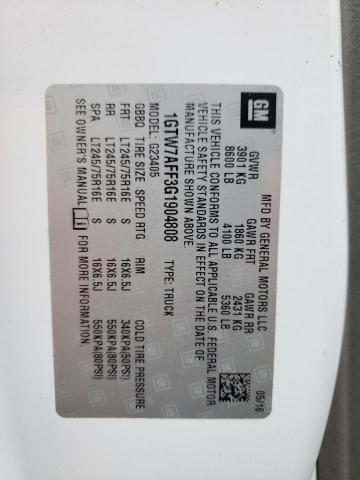 GM
MFD BY GENERAL MOTORS LLC
05/16
GVWR GAWR FRT GAWR RR
3901 KG 1860 KG 2431 KG
8600 LB 4100 LB 5360 LB
THIS VEHICLE CONFORMS TO ALL APPLICABLE U.S. FEDERAL MOTOR
VEHICLE SAFETY STANDARDS IN EFFECT ON THE DATE OF
MANUFACTURE SHOWN ABOVE.
1GTW7AFF3G1904808 TYPE: TRUCK
G23405
GBBQ TIRE SIZE SPEED RTG RIM COLD TIRE PRESSURE
FRT LT245/75R16E S 16X6.5J 340KPA(50PSI)
RR LT245/75R16E S 16X6.5J 550KPA(80PSI)
SPA LT245/75R16E S 16X6.5J 550KPA(80PSI)
SEE OWNER'S MANUAL FOR MORE INFORMATION.